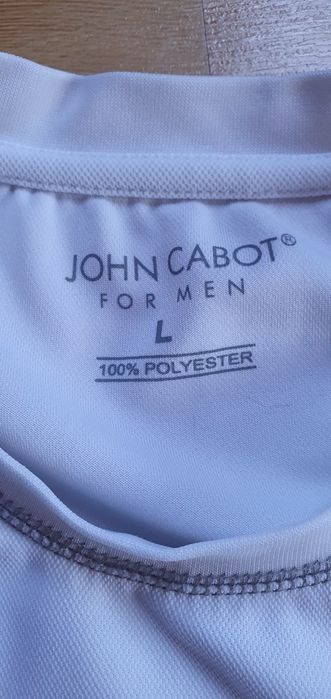 JOHN CABOT®
FOR MEN
L
100% POLYESTER